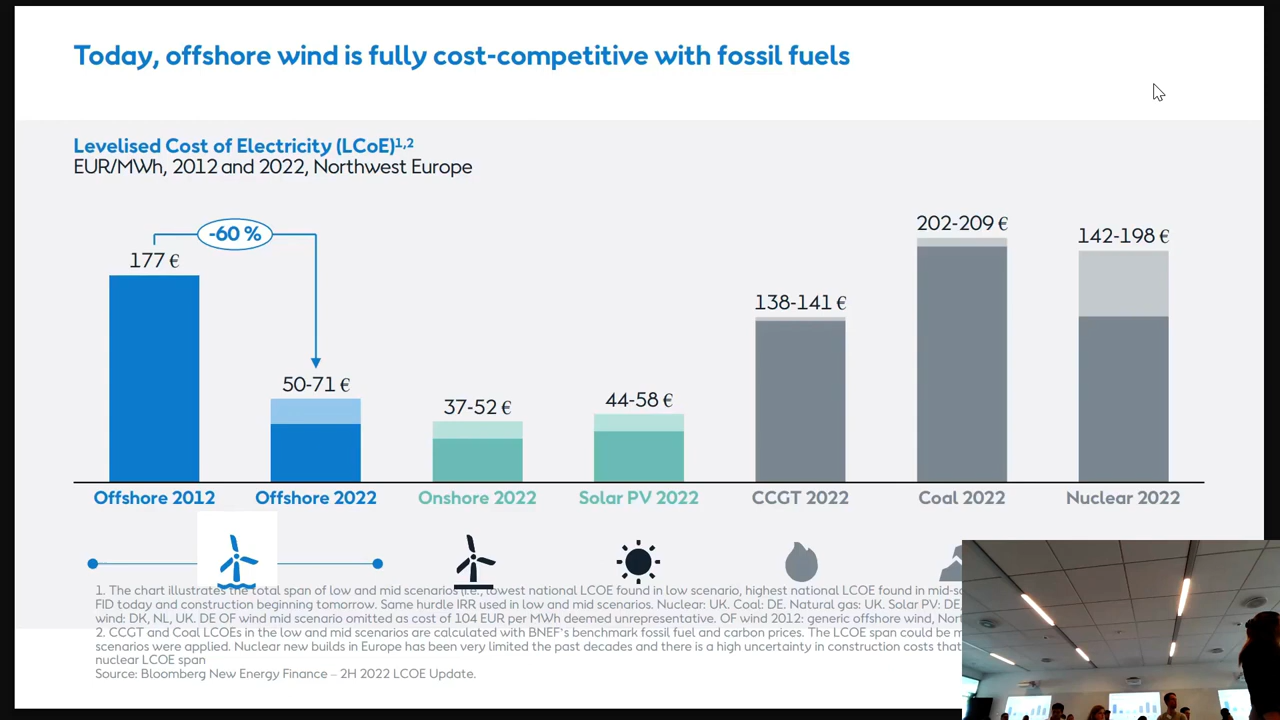 Today, offshore wind is fully cost-competitive with fossil fuels
Levelised Cost of Electricity (LCoE)1,2
EUR/MWh, 2012 and 2022, Northwest Europe
-60 %
177 €
50-71 €
37-52 €
44-58 €
138-141 €
202-209 €
142-198 €
Offshore 2012
Offshore 2022
Onshore 2022
Solar PV 2022
CCGT 2022
Coal 2022
Nuclear 2022
1. The chart illustrates the total span of low and mid scenarios (i.e., lowest national LCOE found in low scenario, highest national LCOE found in
FID today and construction beginning tomorrow. Same hurdle IRR used in low and mid scenarios. Nuclear: UK. Coal: DE. Natural gas: UK. Solar PV: DE,
wind: DK, NL, UK. DE OF wind mid scenario omitted as cost of 104 EUR per MWh deemed unrepresentative. OF wind 2012: generic offshore wind,
2. CCGT and Coal LCOEs in the low and mid scenarios are calculated with BNEF's benchmark fossil fuel and carbon prices. The LCOE span could be
scenarios were applied. Nuclear new builds in Europe has been very limited the past decades and there is a high uncertainty in construction costs that
nuclear LCOE span
Source: Bloomberg New Energy Finance – 2H 2022 LCOE Update.